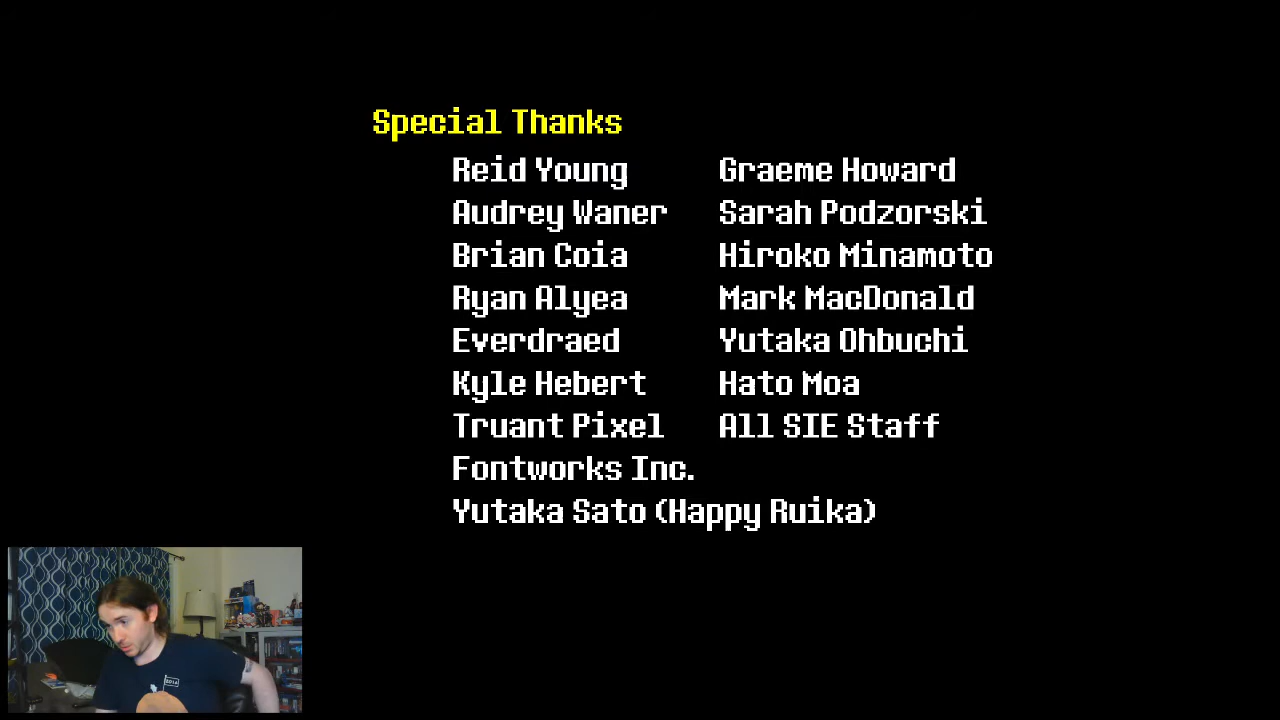 Special Thanks
Reid Young
Graeme Howard
Audrey Waner
Sarah Podzorski
Brian Coia
Hiroko Minamoto
Ryan Alyea
Mark MacDonald
Everdraed
Yutaka Ohbuchi
Kyle Hebert
Hato Moa
Truant Pixel
All SIE Staff
Fontworks Inc.
Yutaka Sato (Happy Ruika)